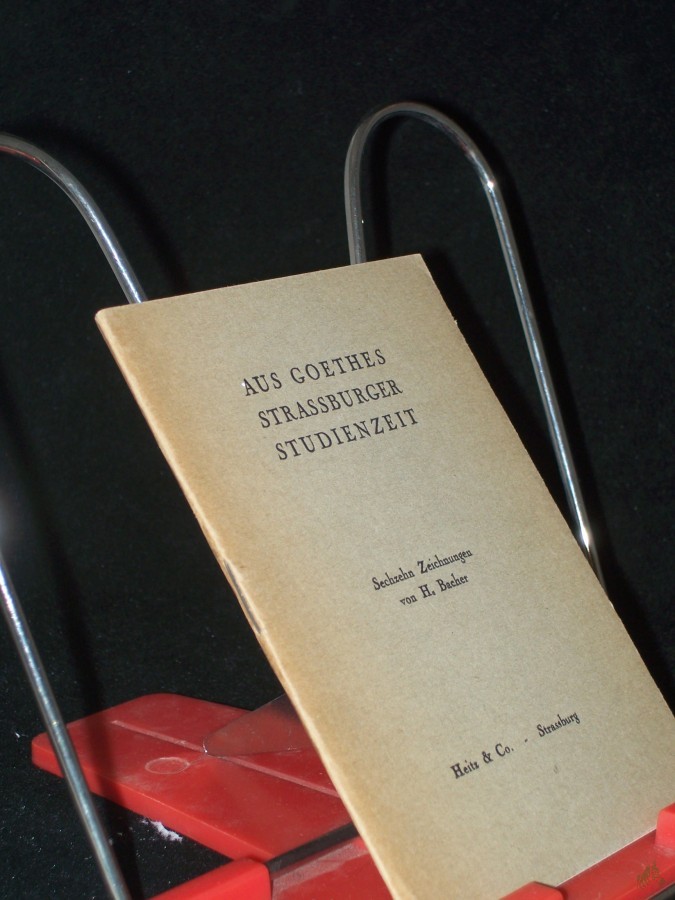 AUS GOETHES
STRASSBURGER
STUDIENZEIT
Sechzehn Zeichnungen
von H. Bacher
Heitz & Co. - Strassburg